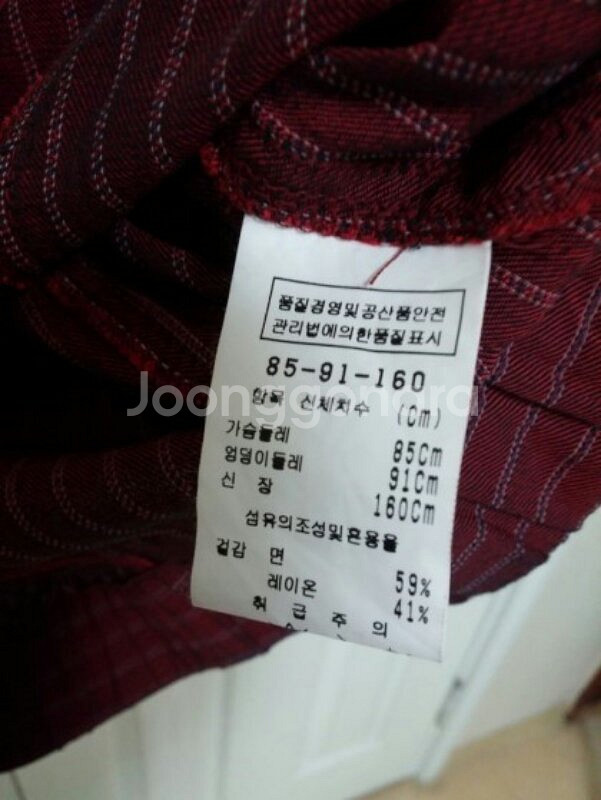 품질경영및공산품안전
관리법에의한품질표시
85-91-160
Joonggonara
항목 신체치수 (Cm)
가슴둘레 85Cm
엉덩이둘레 91Cm
신 장 160Cm
섬유의조성및혼용율
겉감 면 59%
레이온 41%
취 급 주 의